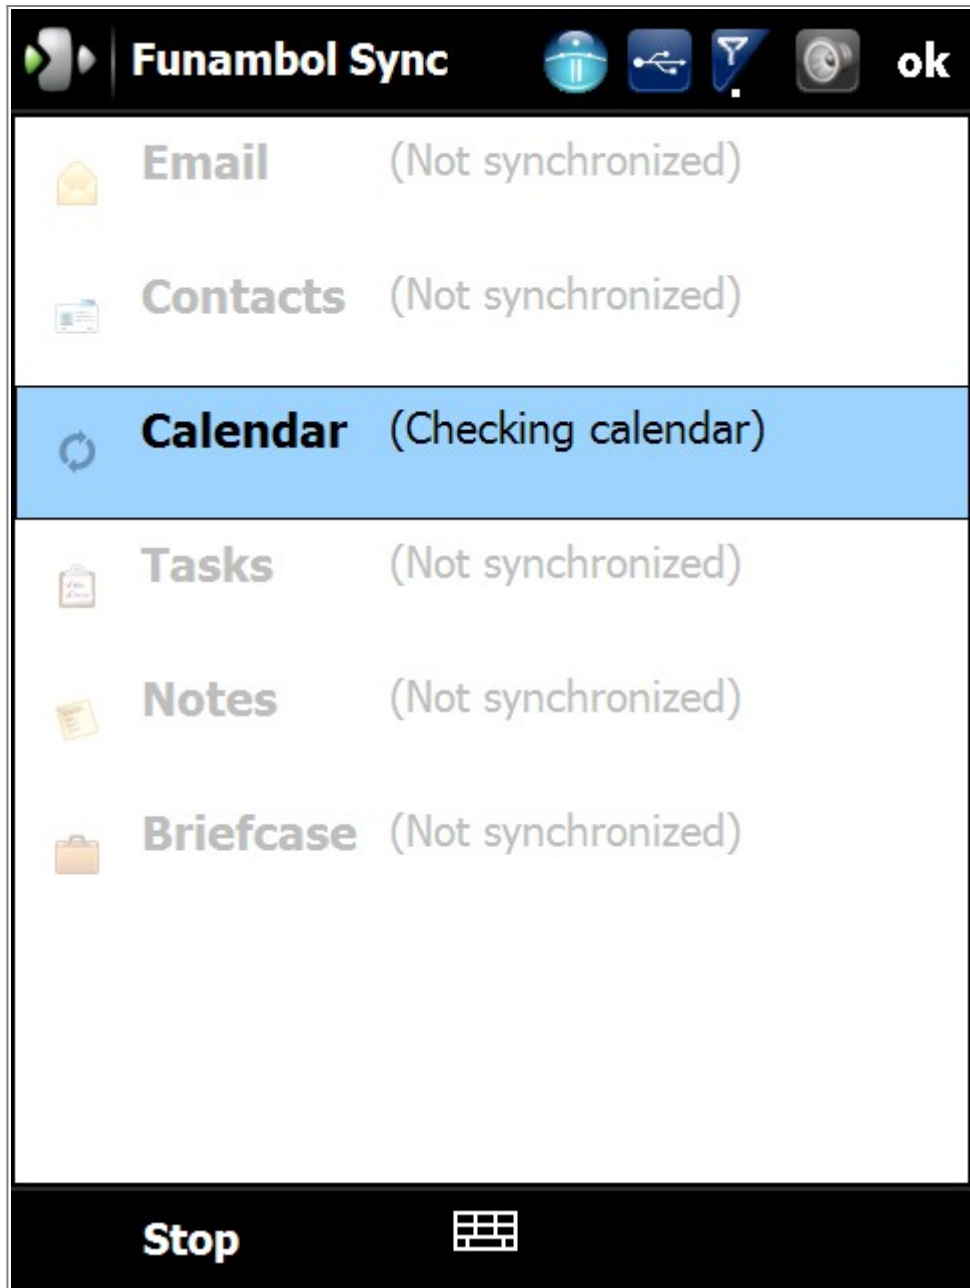 Funambol Sync ok
Email (Not synchronized)
Contacts (Not synchronized)
Calendar (Checking calendar)
Tasks (Not synchronized)
Notes (Not synchronized)
Briefcase (Not synchronized)
Stop